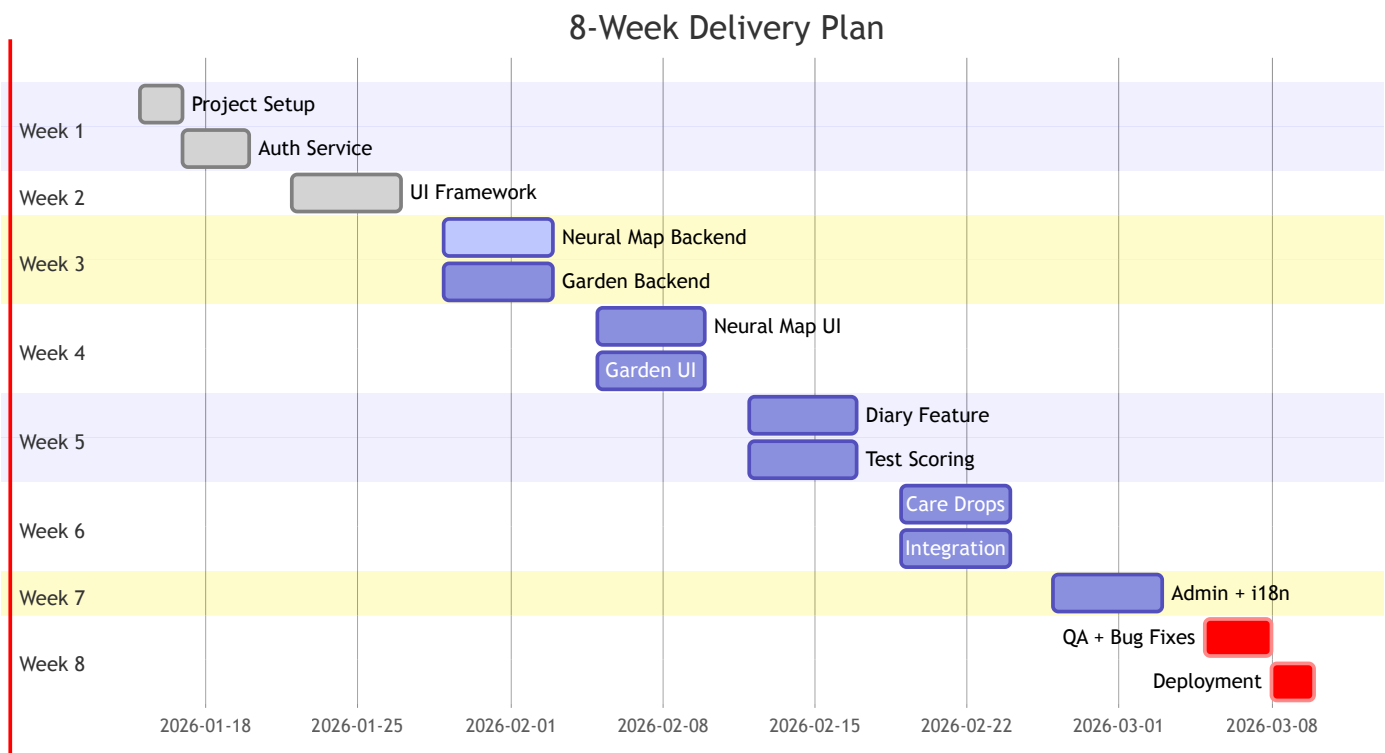 8-Week Delivery Plan
Week 1
Project Setup
Auth Service
Week 2
UI Framework
Week 3
Neural Map Backend
Garden Backend
Week 4
Neural Map UI
Garden UI
Week 5
Diary Feature
Test Scoring
Week 6
Care Drops
Integration
Week 7
Admin + i18n
Week 8
QA + Bug Fixes
Deployment
2026-01-18 2026-01-25 2026-02-01 2026-02-08 2026-02-15 2026-02-22 2026-03-01 2026-03-08